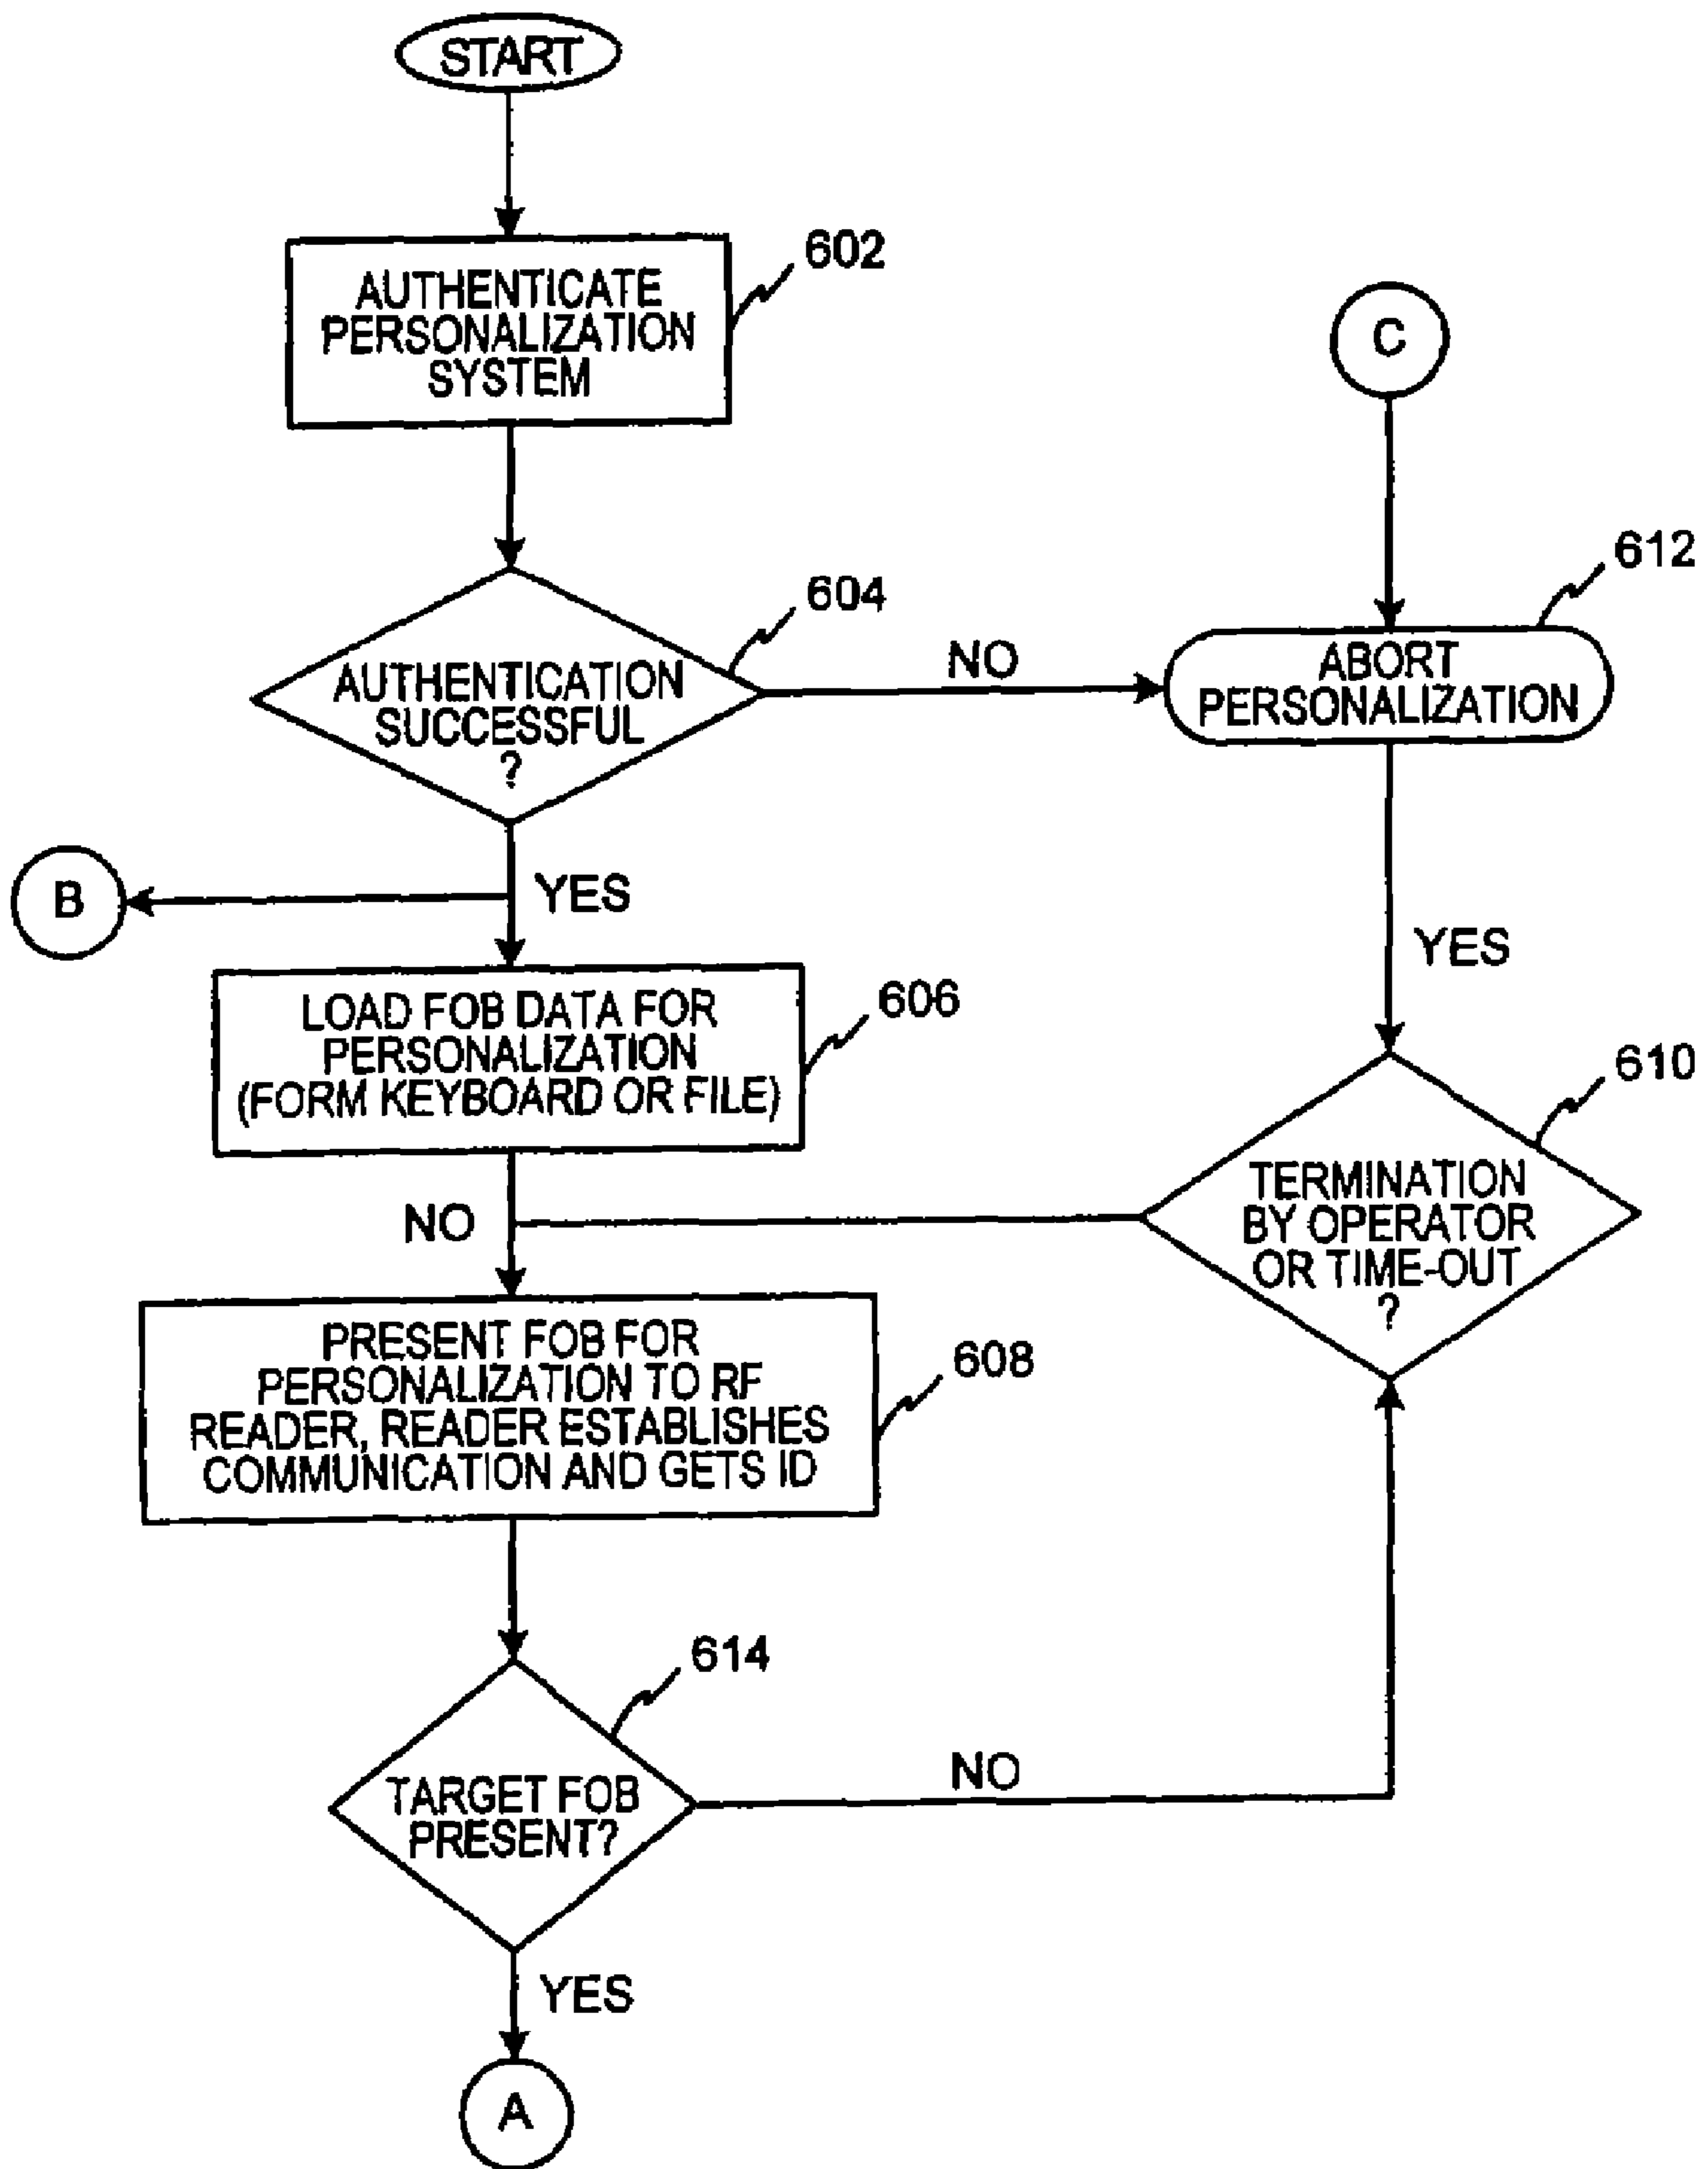 START
602
AUTHENTICATE
PERSONALIZATION
SYSTEM
C
612
604
NO
ABORT
PERSONALIZATION
AUTHENTICATION
SUCCESSFUL
?
B
YES
YES
606
LOAD FOB DATA FOR
PERSONALIZATION
(FORM KEYBOARD OR FILE)
610
NO
TERMINATION
BY OPERATOR
OR TIME-OUT
?
PRESENT FOB FOR
PERSONALIZATION TO RF
READER, READER ESTABLISHES
COMMUNICATION AND GETS ID
608
614
TARGET FOB
PRESENT?
NO
YES
A